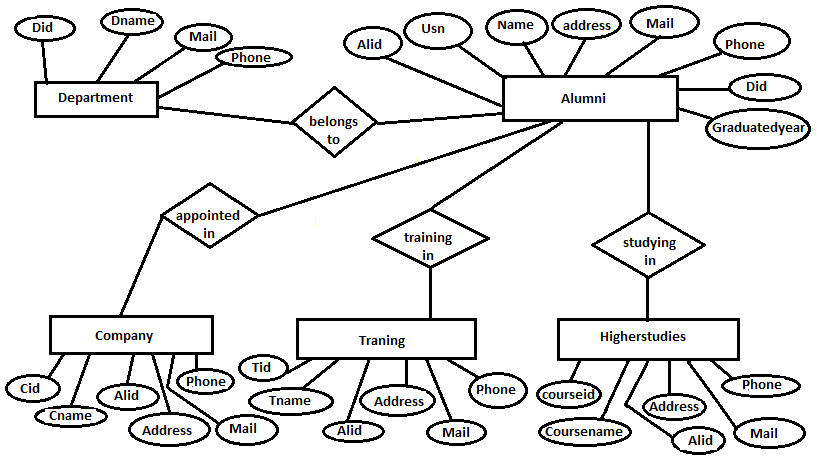 Did
Dname
Mail
Phone
Department
Alid
Usn
Name
address
Mail
Phone
Did
Graduatedyear
Alumni
belongs
to
appointed
in
training
in
studying
in
Company
Traning
Higherstudies
Cid
Cname
Alid
Address
Mail
Phone
Tid
Tname
Alid
Address
Mail
Phone
courseid
Coursename
Address
Alid
Mail
Phone